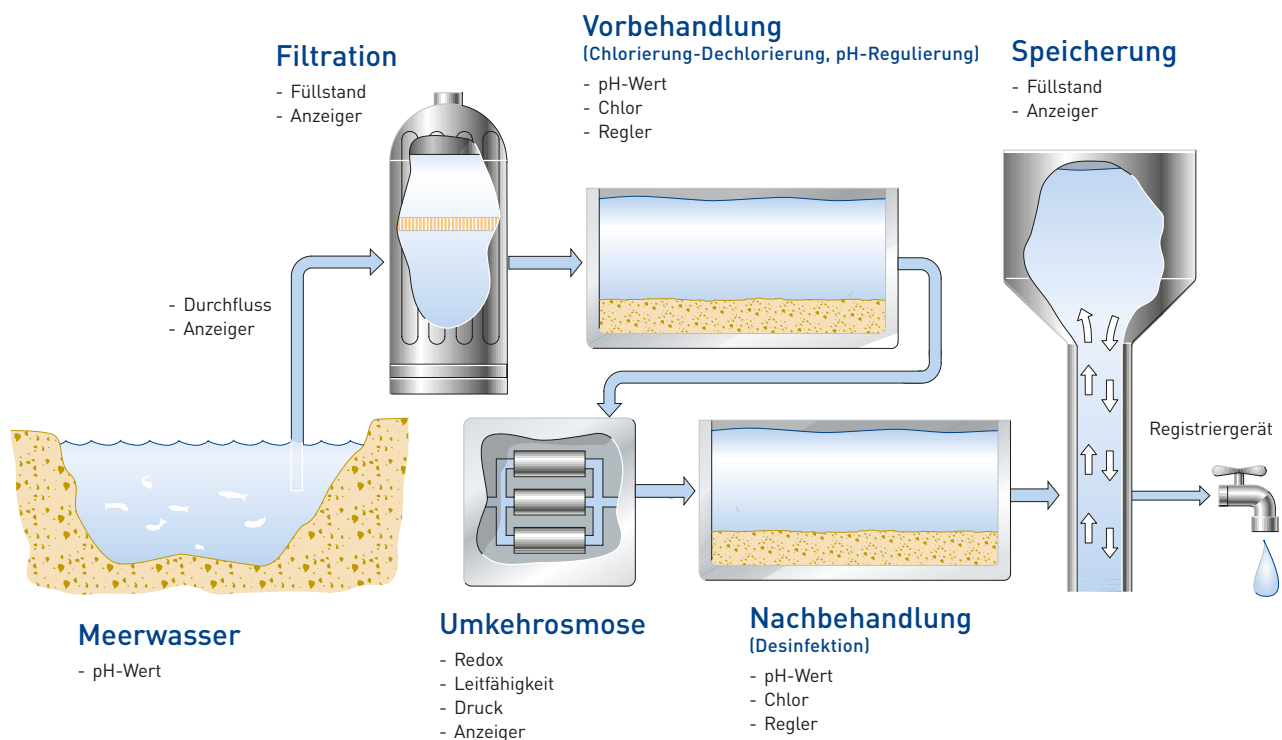 Filtration
- Füllstand
- Anzeiger
Vorbehandlung
(Chlorierung-Dechlorierung, pH-Regulierung)
- pH-Wert
- Chlor
- Regler
Speicherung
- Füllstand
- Anzeiger
- Durchfluss
- Anzeiger
Registriergerät
Meerwasser
- pH-Wert
Umkehrosmose
- Redox
- Leitfähigkeit
- Druck
- Anzeiger
Nachbehandlung
(Desinfektion)
- pH-Wert
- Chlor
- Regler